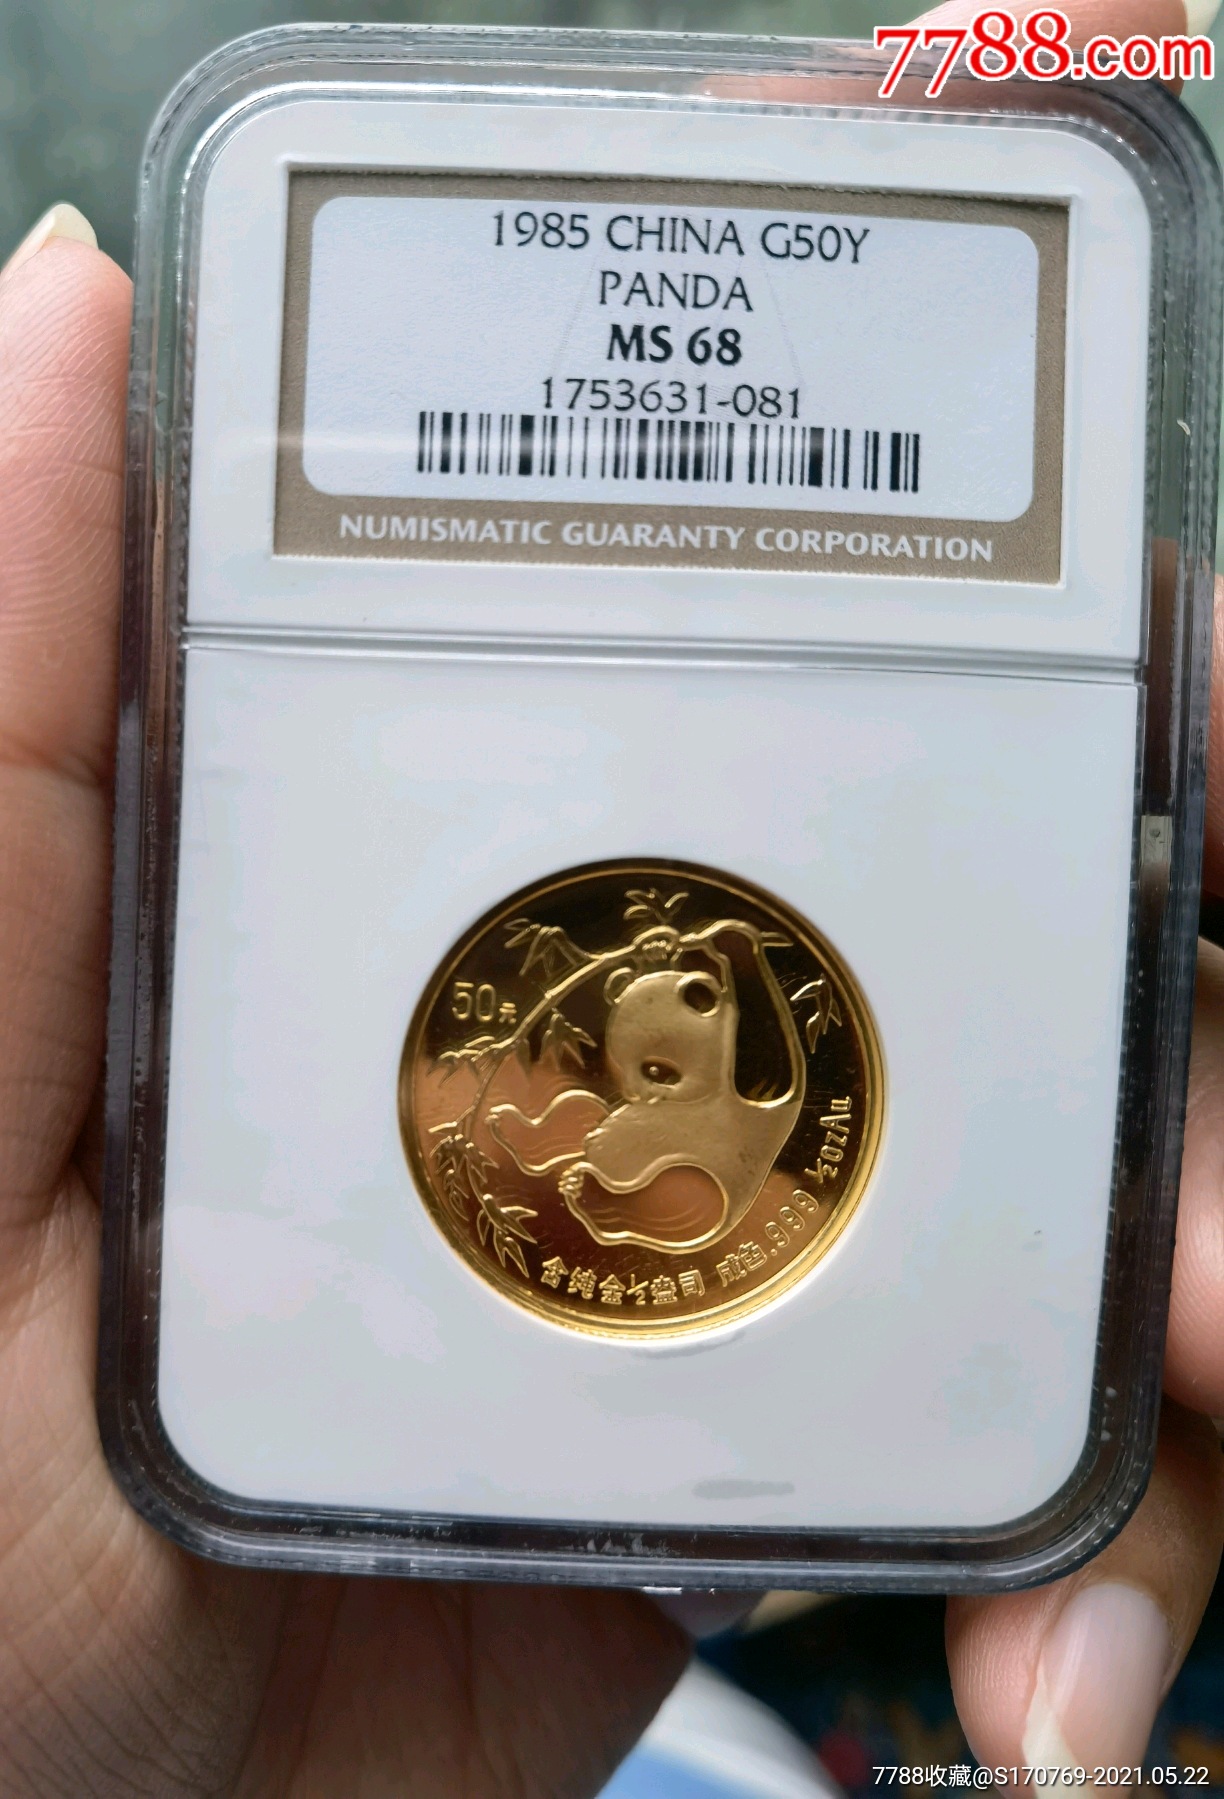 7788.com
1985 CHINA G50Y
PANDA
MS 68
1753631-081
NUMISMATIC GUARANTY CORPORATION
50元
含纯金½盎司 成色.999 ½ozAu
7788收藏@S170769-2021.05.22